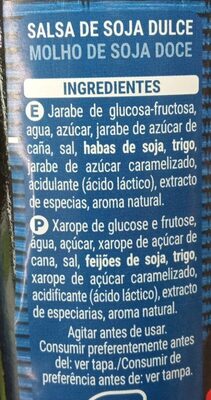 SALSA DE SOJA DULCE
MOLHO DE SOJA DOCE
INGREDIENTES
E Jarabe de glucosa-fructosa,
agua, azúcar, jarabe de azúcar de
caña, sal, habas de soja, trigo,
jarabe de azúcar caramelizado,
acidulante (ácido láctico), extracto
de especias, aroma natural.
P Xarope de glucose e frutose,
água, açúcar, xarope de açúcar de
cana, sal, feijões de soja, trigo,
xarope de açúcar caramelizado,
acidificante (ácido láctico), extracto
de especiarias, aroma natural.
Agitar antes de usar.
Consumir preferentemente antes
del: ver tapa./Consumir de
preferência antes de: ver tampa.